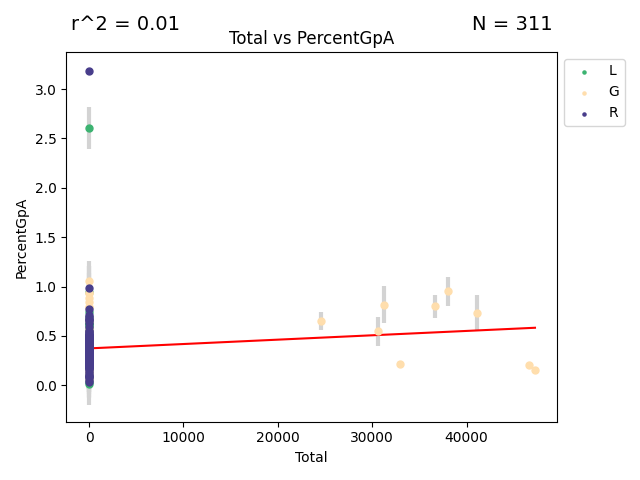 r^2 = 0.01
N = 311
Total vs PercentGpA
L
G
R
PercentGpA
3.0
2.5
2.0
1.5
1.0
0.5
0.0
0 10000 20000 30000 40000
Total